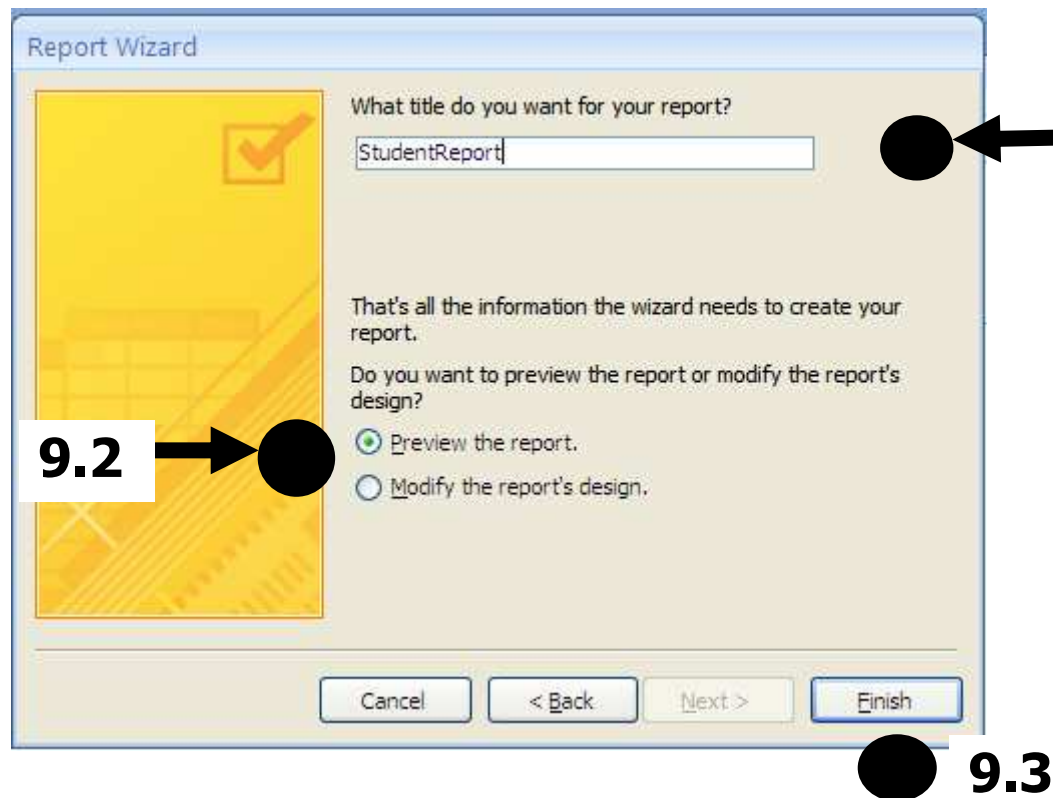 Report Wizard
What title do you want for your report?
StudentReport
That's all the information the wizard needs to create your
report.
Do you want to preview the report or modify the report's
design?
9.2
Preview the report.
Modify the report's design.
Cancel
< Back
Next >
Finish
9.3